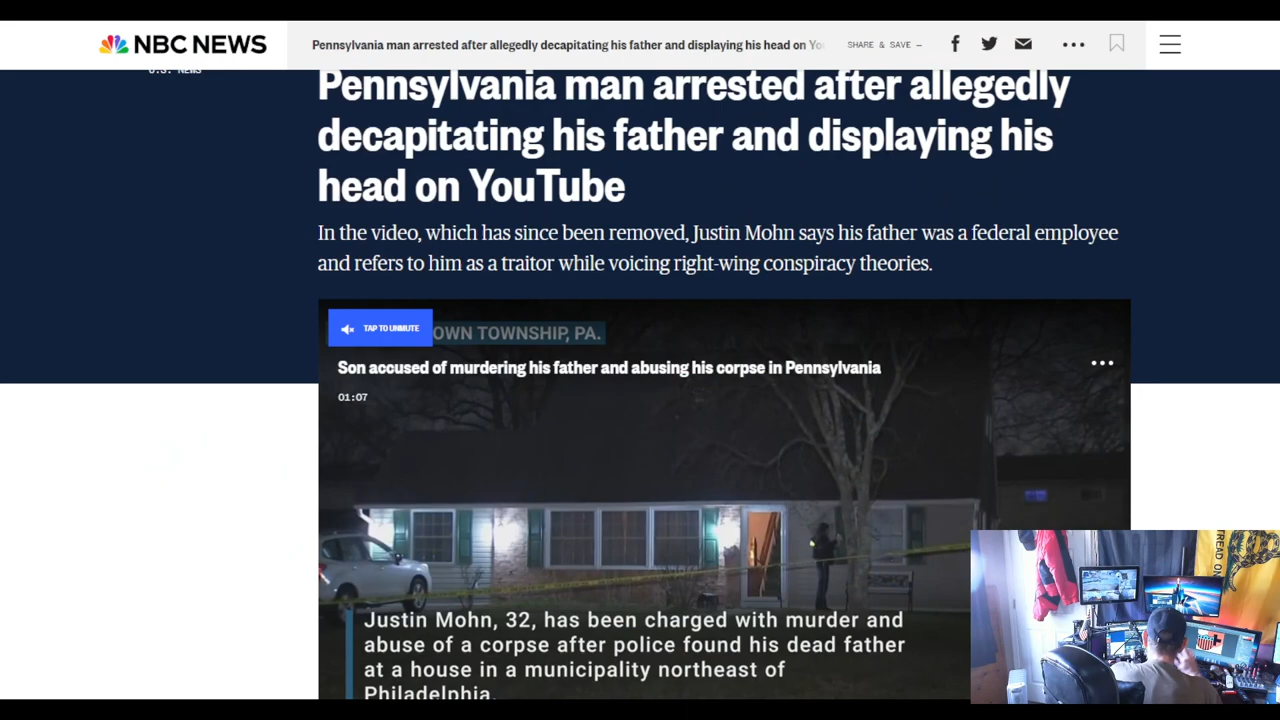 NBC NEWS
Pennsylvania man arrested after allegedly decapitating his father and displaying his head on
SHARE & SAVE —
U.S. NEWS
Pennsylvania man arrested after allegedly
decapitating his father and displaying his
head on YouTube
In the video, which has since been removed, Justin Mohn says his father was a federal employee
and refers to him as a traitor while voicing right-wing conspiracy theories.
TAP TO UNMUTE
OWN TOWNSHIP, PA.
Son accused of murdering his father and abusing his corpse in Pennsylvania
01:07
Justin Mohn, 32, has been charged with murder and
abuse of a corpse after police found his dead father
at a house in a municipality northeast of
Philadelphia.
TREAD ON